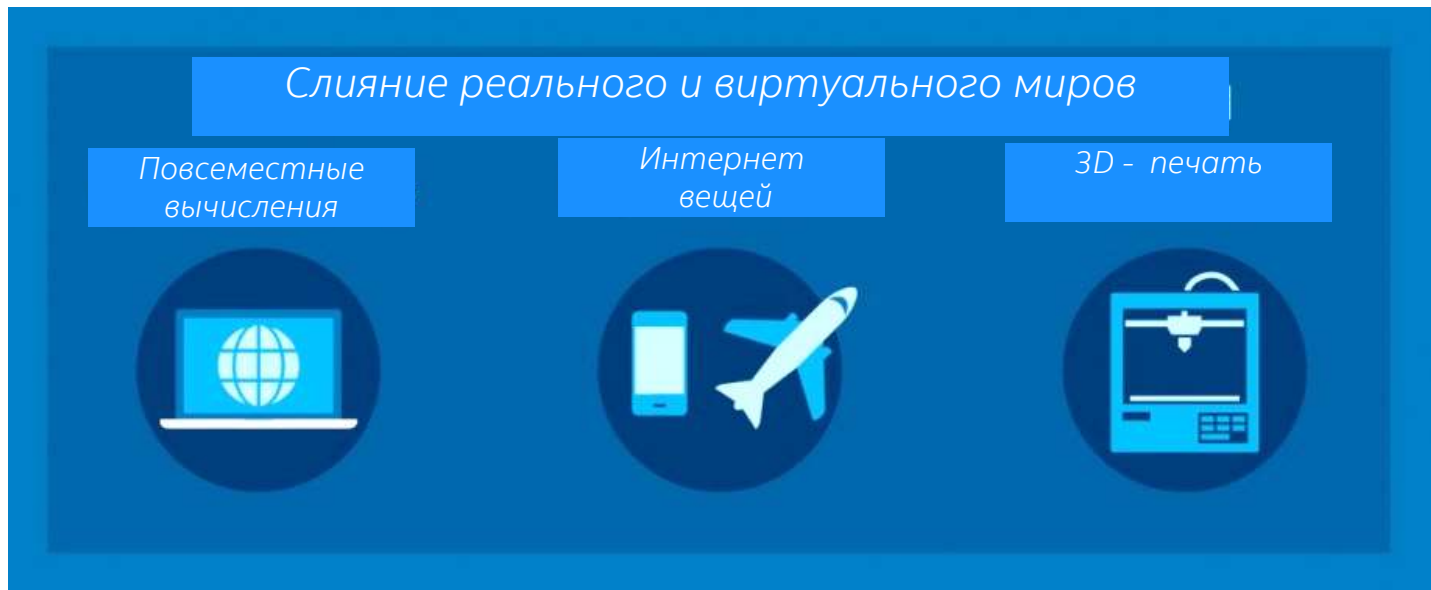 Слияние реального и виртуального миров
Повсеместные
вычисления
Интернет
вещей
3D - печать